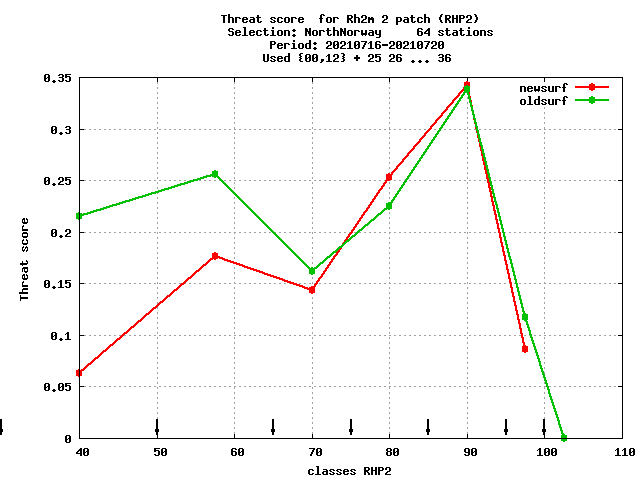 Threat score  for Rh2m 2 patch (RHP2)
Selection: NorthNorway     64 stations
Period: 20210716-20210720
Used {00,12} + 25 26 ... 36
newsurf
oldsurf
0.35
0.3
0.25
0.2
0.15
0.1
0.05
0
Threat score
40 50 60 70 80 90 100 110
classes RHP2